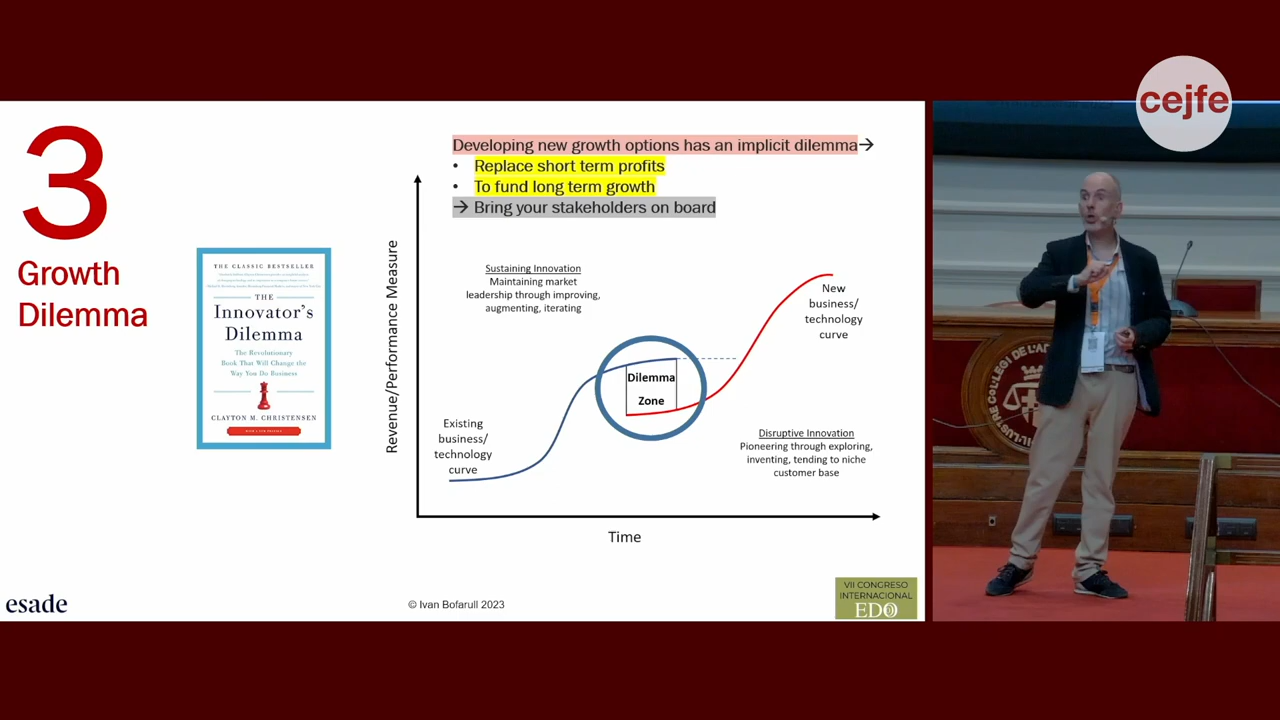 cejfe
3
Growth
Dilemma
Developing new growth options has an implicit dilemma→
• Replace short term profits
• To fund long term growth
→ Bring your stakeholders on board
THE CLASSIC BESTSELLER
THE
Innovator's
Dilemma
The Revolutionary
Book That Will Change the
Way You Do Business
CLAYTON M. CHRISTENSEN
Revenue/Performance Measure
Sustaining Innovation
Maintaining market
leadership through improving,
augmenting, iterating
New
business/
technology
curve
Dilemma
Zone
Existing
business/
technology
curve
Disruptive Innovation
Pioneering through exploring,
inventing, tending to niche
customer base
Time
esade
© Ivan Bofarull 2023
VII CONGRESO
INTERNACIONAL
EDO